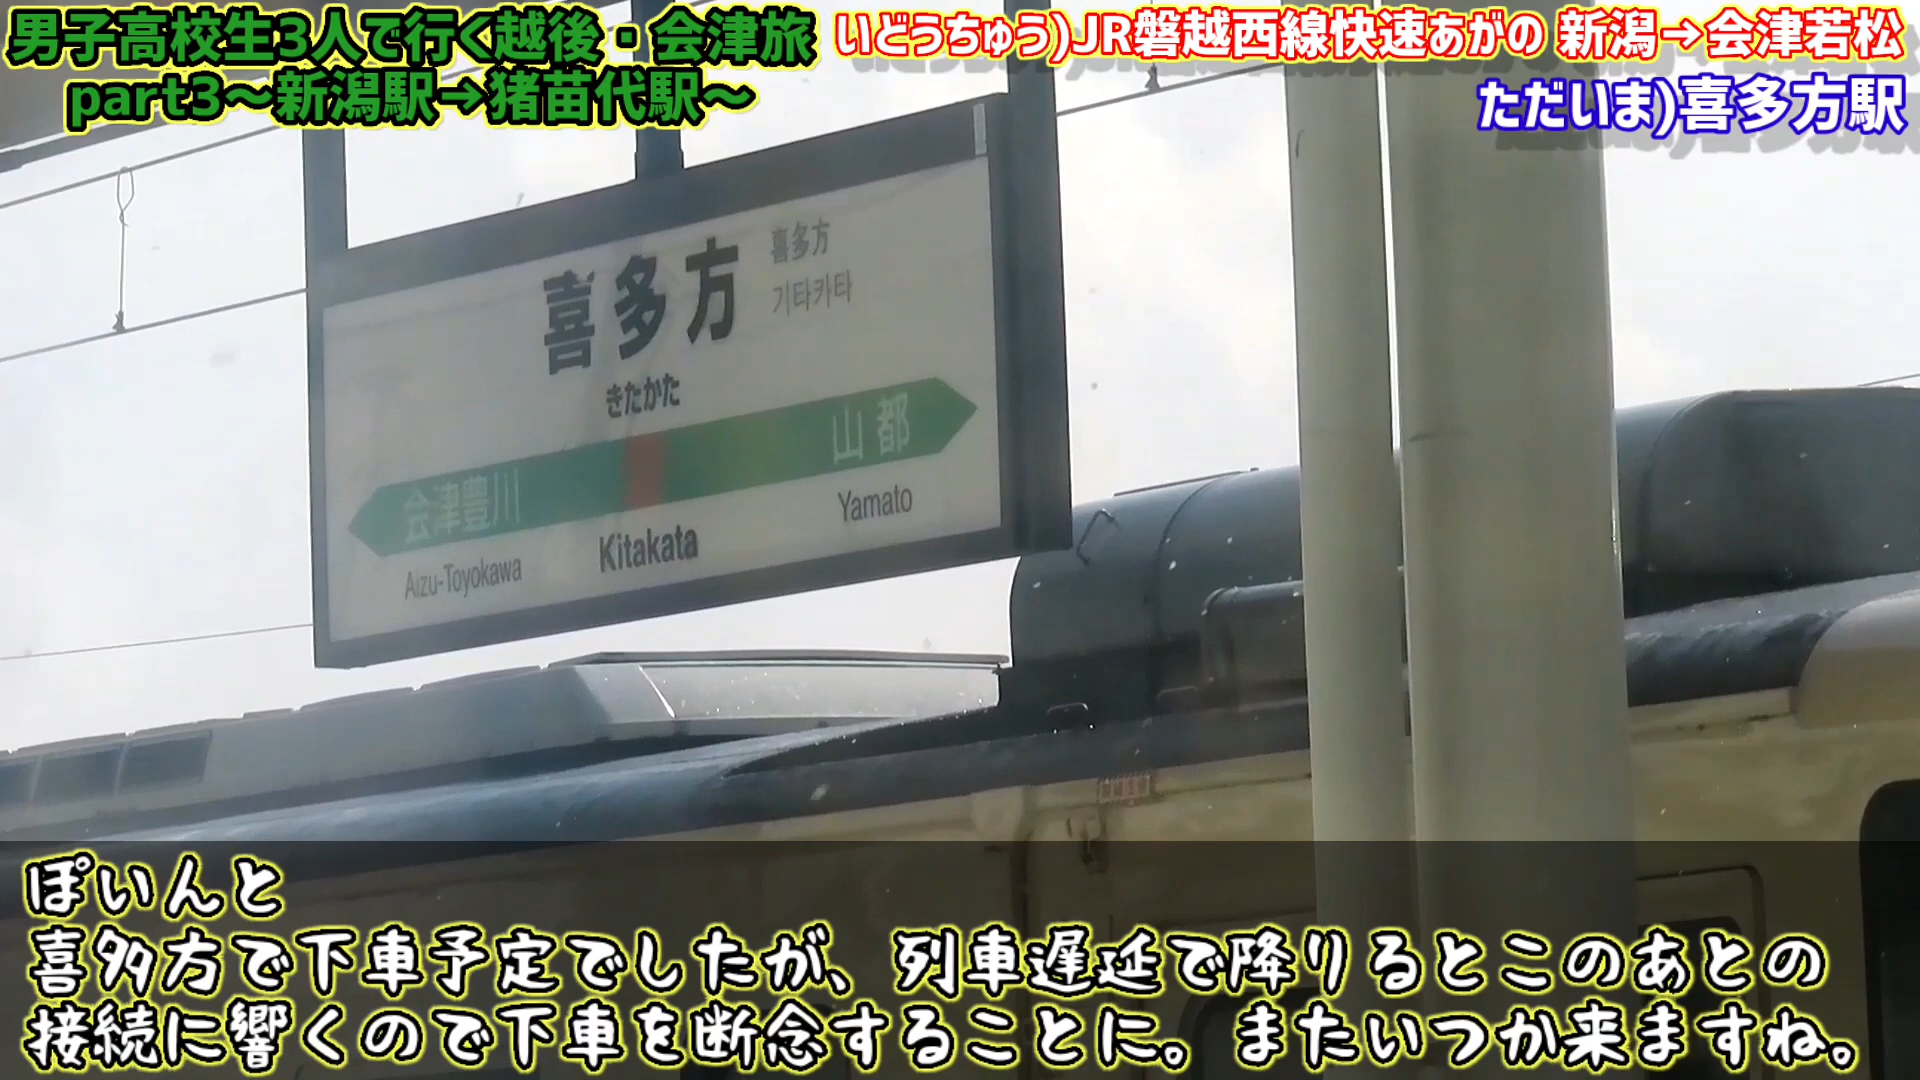 男子高校生3人で行く越後・会津旅
part3～新潟駅→猪苗代駅～
いどうちゅう)JR磐越西線快速あがの 新潟→会津若松
ただいま)喜多方駅
喜多方
喜多方
기타카타
きたかた
会津豊川
山都
Aizu-Toyokawa
Kitakata
Yamato
ぽいんと
喜多方で下車予定でしたが、列車遅延で降りるとこのあとの
接続に響くので下車を断念することに。またいつか来ますね。